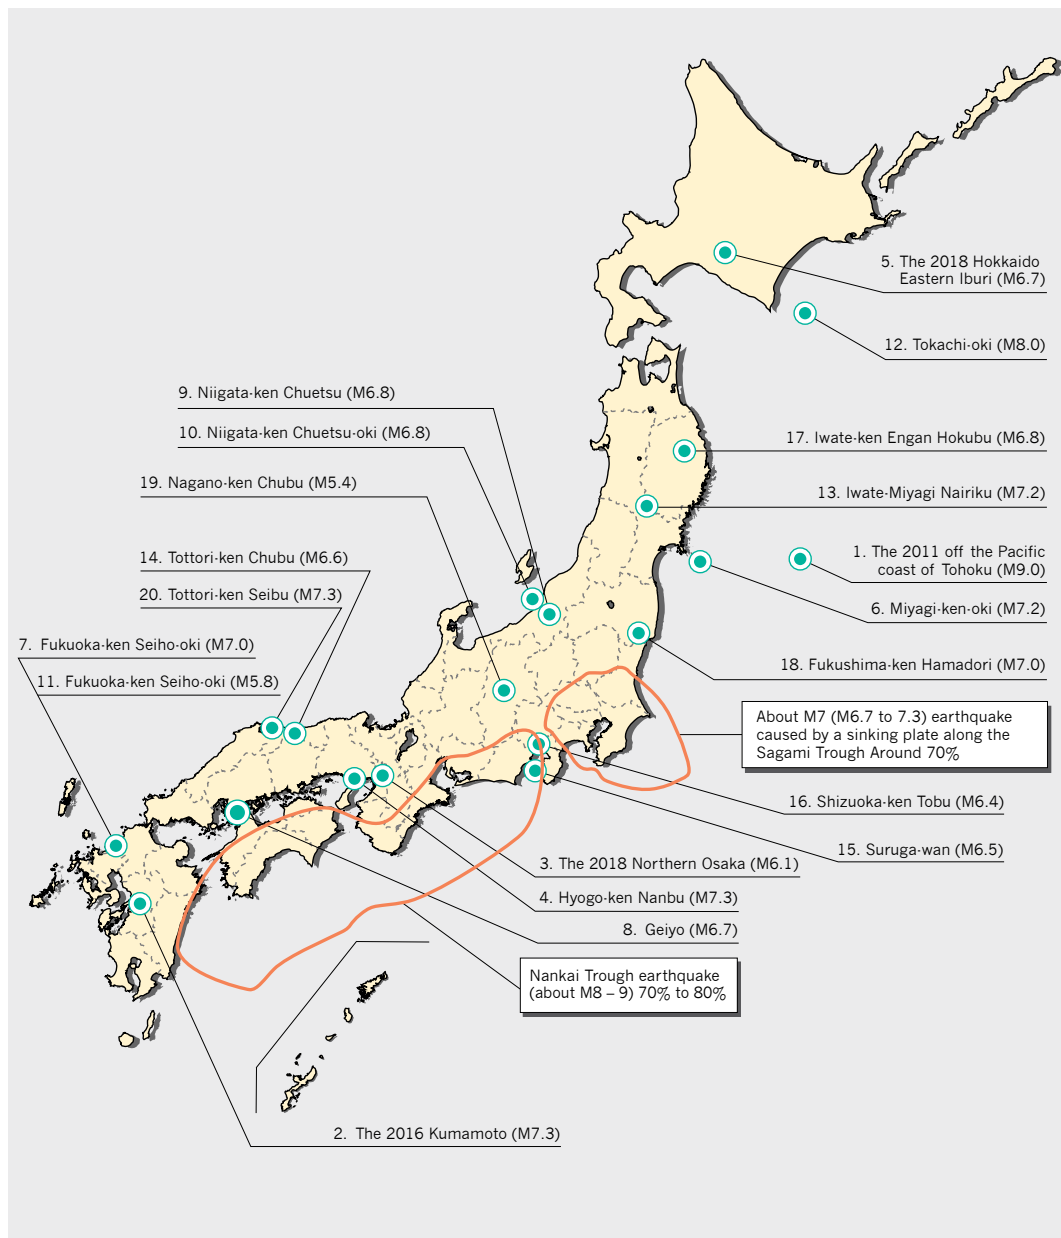 5. The 2018 Hokkaido
Eastern Iburi (M6.7)
12. Tokachi-oki (M8.0)
9. Niigata-ken Chuetsu (M6.8)
10. Niigata-ken Chuetsu-oki (M6.8)
17. Iwate-ken Engan Hokubu (M6.8)
19. Nagano-ken Chubu (M5.4)
13. Iwate-Miyagi Nairiku (M7.2)
14. Tottori-ken Chubu (M6.6)
1. The 2011 off the Pacific
coast of Tohoku (M9.0)
20. Tottori-ken Seibu (M7.3)
6. Miyagi-ken-oki (M7.2)
7. Fukuoka-ken Seiho-oki (M7.0)
18. Fukushima-ken Hamadori (M7.0)
11. Fukuoka-ken Seiho-oki (M5.8)
About M7 (M6.7 to 7.3) earthquake
caused by a sinking plate along the
Sagami Trough Around 70%
16. Shizuoka-ken Tobu (M6.4)
15. Suruga-wan (M6.5)
3. The 2018 Northern Osaka (M6.1)
4. Hyogo-ken Nanbu (M7.3)
8. Geiyo (M6.7)
Nankai Trough earthquake
(about M8 – 9) 70% to 80%
2. The 2016 Kumamoto (M7.3)